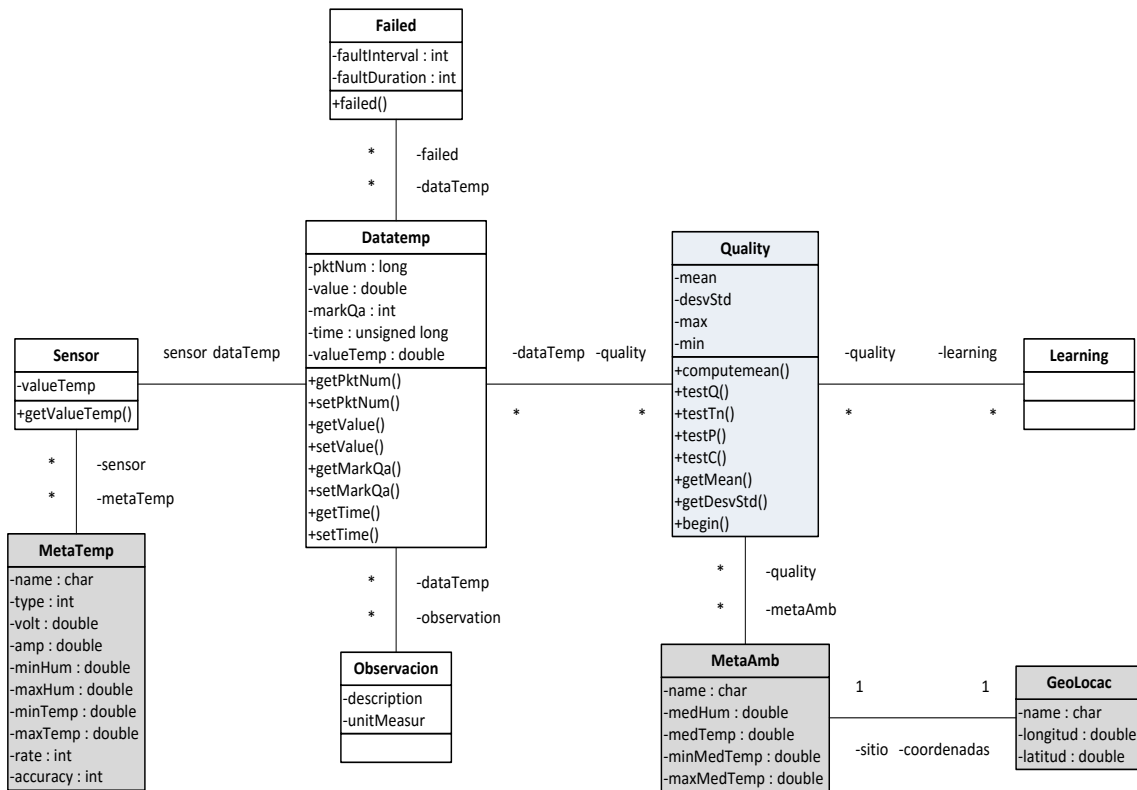 Failed
-faultInterval : int
-faultDuration : int
+failed()
* -failed
* -dataTemp
Datatemp
-pktNum : long
-value : double
-markQa : int
-time : unsigned long
-valueTemp : double
+getPktNum()
+setPktNum()
+getValue()
+setValue()
+getMarkQa()
+setMarkQa()
+getTime()
+setTime()
Quality
-mean
-desvStd
-max
-min
+computemean()
+testQ()
+testTn()
+testP()
+testC()
+getMean()
+getDesvStd()
+begin()
Sensor
-valueTemp
+getValueTemp()
sensor dataTemp
-dataTemp -quality
* *
-quality -learning
* *
Learning
* -sensor
* -metaTemp
MetaTemp
-name : char
-type : int
-volt : double
-amp : double
-minHum : double
-maxHum : double
-minTemp : double
-maxTemp : double
-rate : int
-accuracy : int
* -dataTemp
* -observation
Observacion
-description
-unitMeasur
* -quality
* -metaAmb
MetaAmb
-name : char
-medHum : double
-medTemp : double
-minMedTemp : double
-maxMedTemp : double
1 1
-sitio -coordenadas
GeoLocac
-name : char
-longitud : double
-latitud : double